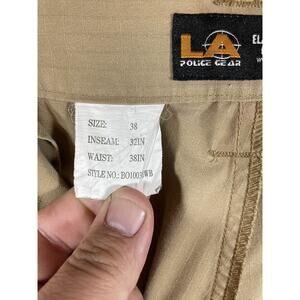 LA
POLICE GEAR
SIZE: 38
INSEAM: 32IN
WAIST: 38IN